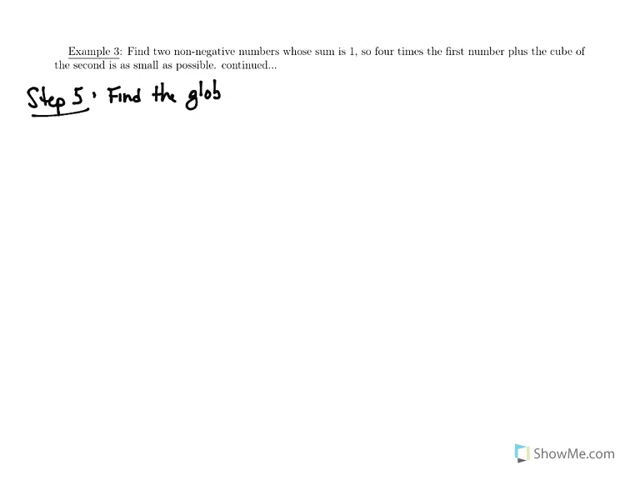 Example 3: Find two non-negative numbers whose sum is 1, so four times the first number plus the cube of
the second is as small as possible. continued...
Step 5: Find the glob
ShowMe.com